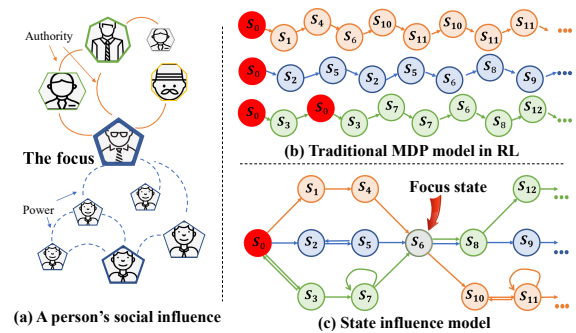 Authority
The focus
Power
(a) A person's social influence
S0 S1 S4 S6 S10 S11 S10 S11
S0 S2 S5 S2 S5 S6 S8 S9
S0 S3 S0 S3 S7 S7 S6 S8 S12
(b) Traditional MDP model in RL
Focus state
S1 S4 S12
S0 S2 S5 S6 S8 S9
S3 S7 S10 S11
(c) State influence model